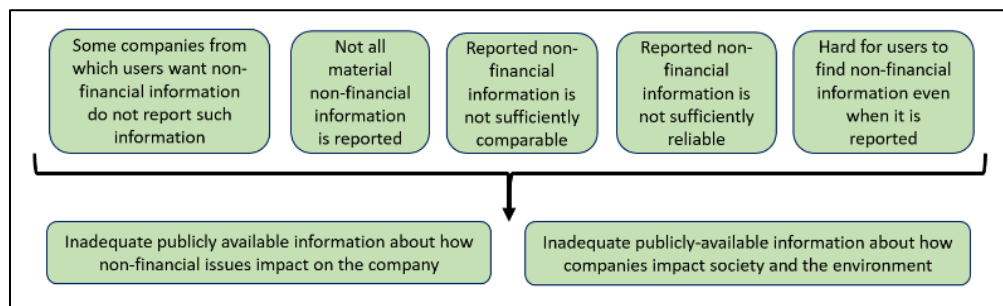 Some companies from
which users want non-
financial information
do not report such
information
Not all
material
non-financial
information
is reported
Reported non-
financial
information is
not sufficiently
comparable
Reported non-
financial
information is
not sufficiently
reliable
Hard for users to
find non-financial
information even
when it is
reported
Inadequate publicly available information about how
non-financial issues impact on the company
Inadequate publicly-available information about how
companies impact society and the environment